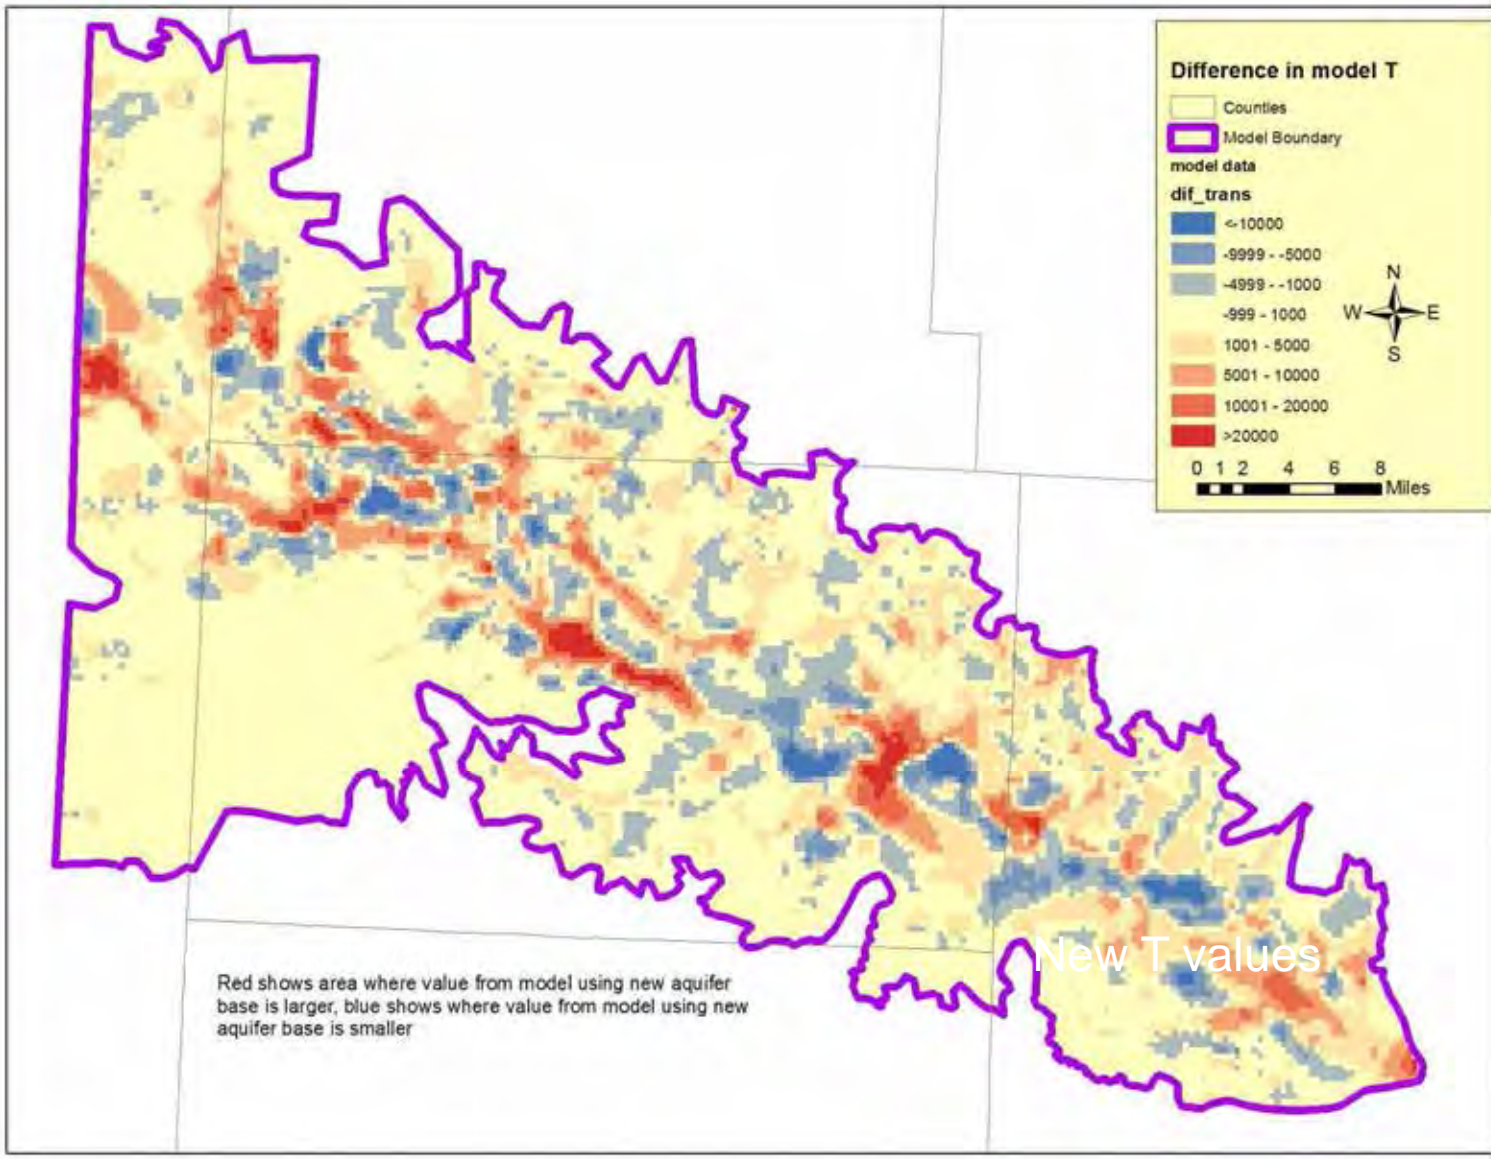 Difference in model T
Counties
Model Boundary
model data
dif_trans
<-10000
-9999 - -5000
-4999 - -1000
-999 - 1000
1001 - 5000
5001 - 10000
10001 - 20000
>20000
N
W E
S
0 1 2 4 6 8
Miles
New T values
Red shows area where value from model using new aquifer
base is larger, blue shows where value from model using new
aquifer base is smaller